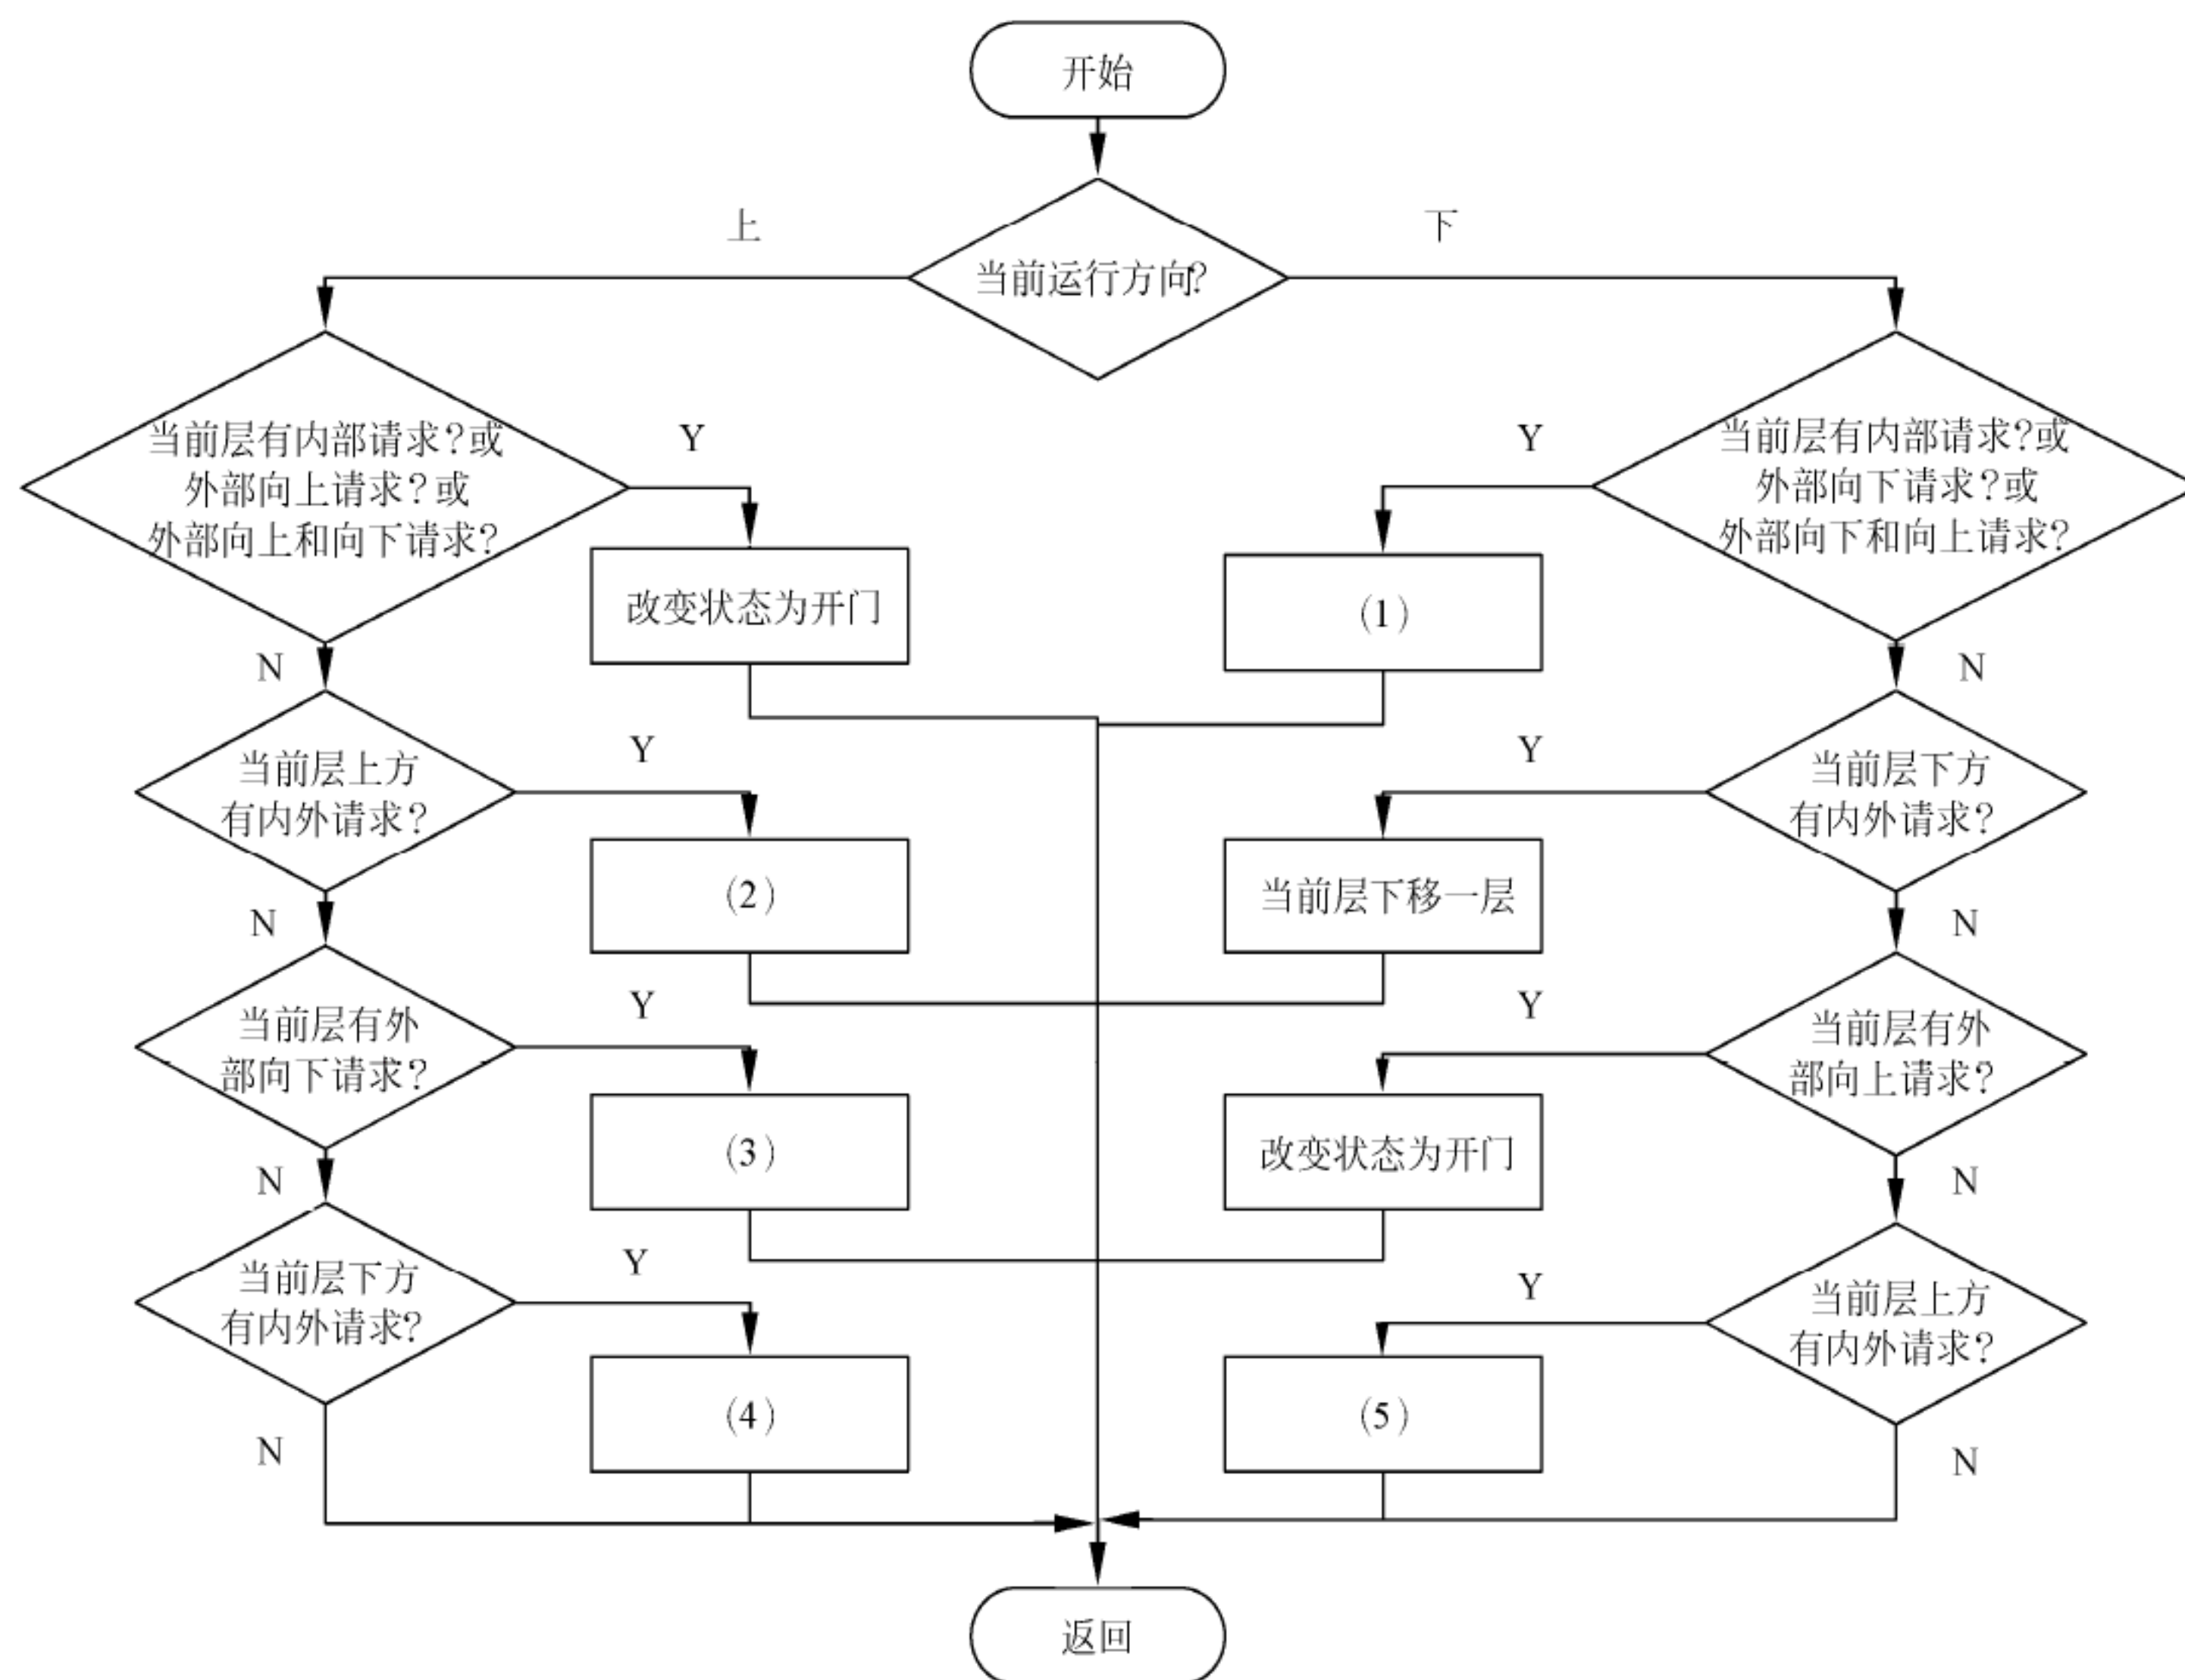 开始
上
下
当前运行方向?
当前层有内部请求?或
外部向上请求?或
外部向上和向下请求?
Y
Y
当前层有内部请求?或
外部向下请求?或
外部向下和向上请求?
改变状态为开门
(1)
N
N
当前层上方
有内外请求?
Y
Y
当前层下方
有内外请求?
(2)
当前层下移一层
N
N
当前层有外
部向下请求?
Y
Y
当前层有外
部向上请求?
(3)
改变状态为开门
N
N
当前层下方
有内外请求?
Y
Y
当前层上方
有内外请求?
(4)
(5)
N
N
返回